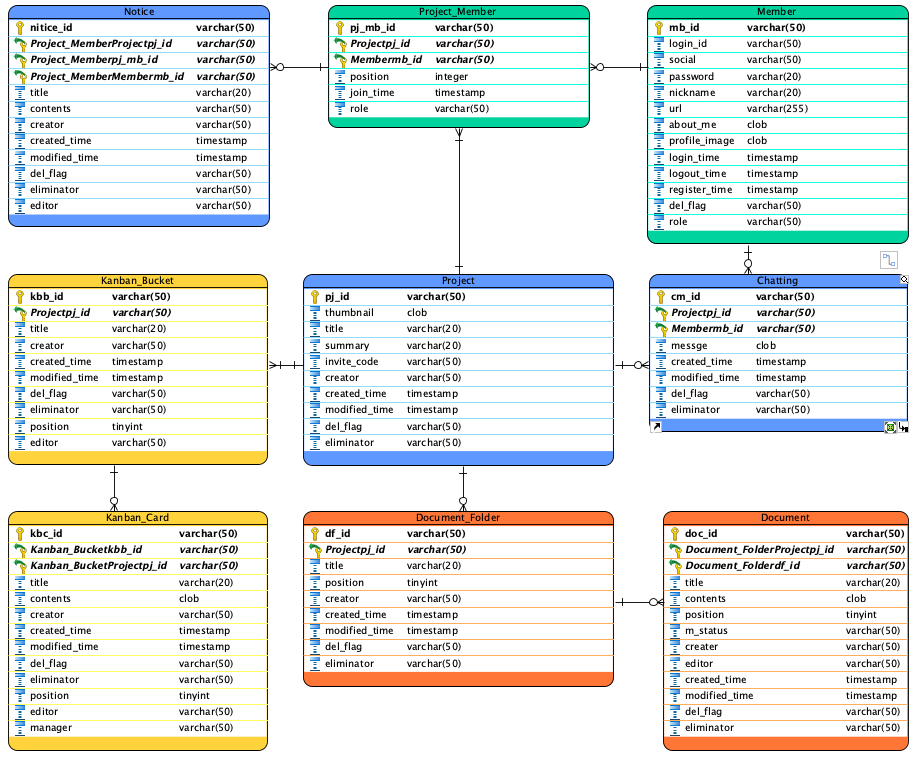 Notice
nitice_id varchar(50)
Project_MemberProjectpj_id varchar(50)
Project_Memberpj_mb_id varchar(50)
Project_MemberMembermb_id varchar(50)
title varchar(20)
contents varchar(50)
creator varchar(50)
created_time timestamp
modified_time timestamp
del_flag varchar(50)
eliminator varchar(50)
editor varchar(50)
Project_Member
pj_mb_id varchar(50)
Projectpj_id varchar(50)
Membermb_id varchar(50)
position integer
join_time timestamp
role varchar(50)
Member
mb_id varchar(50)
login_id varchar(50)
social varchar(50)
password varchar(20)
nickname varchar(20)
url varchar(255)
about_me clob
profile_image clob
login_time timestamp
logout_time timestamp
register_time timestamp
del_flag varchar(50)
role varchar(50)
Kanban_Bucket
kbb_id varchar(50)
Projectpj_id varchar(50)
title varchar(20)
creator varchar(50)
created_time timestamp
modified_time timestamp
del_flag varchar(50)
eliminator varchar(50)
position tinyint
editor varchar(50)
Project
pj_id varchar(50)
thumbnail clob
title varchar(20)
summary varchar(20)
invite_code varchar(50)
creator varchar(50)
created_time timestamp
modified_time timestamp
del_flag varchar(50)
eliminator varchar(50)
Chatting
cm_id varchar(50)
Projectpj_id varchar(50)
Membermb_id varchar(50)
messge clob
created_time timestamp
modified_time timestamp
del_flag varchar(50)
eliminator varchar(50)
Kanban_Card
kbc_id varchar(50)
Kanban_Bucketkbb_id varchar(50)
Kanban_BucketProjectpj_id varchar(50)
title varchar(20)
contents clob
creator varchar(50)
created_time timestamp
modified_time timestamp
del_flag varchar(50)
eliminator varchar(50)
position tinyint
editor varchar(50)
manager varchar(50)
Document_Folder
df_id varchar(50)
Projectpj_id varchar(50)
title varchar(20)
position tinyint
creator varchar(50)
created_time timestamp
modified_time timestamp
del_flag varchar(50)
eliminator varchar(50)
Document
doc_id varchar(50)
Document_FolderProjectpj_id varchar(50)
Document_Folderdf_id varchar(50)
title varchar(20)
contents clob
position tinyint
m_status varchar(50)
creater varchar(50)
editor varchar(50)
created_time timestamp
modified_time timestamp
del_flag varchar(50)
eliminator varchar(50)